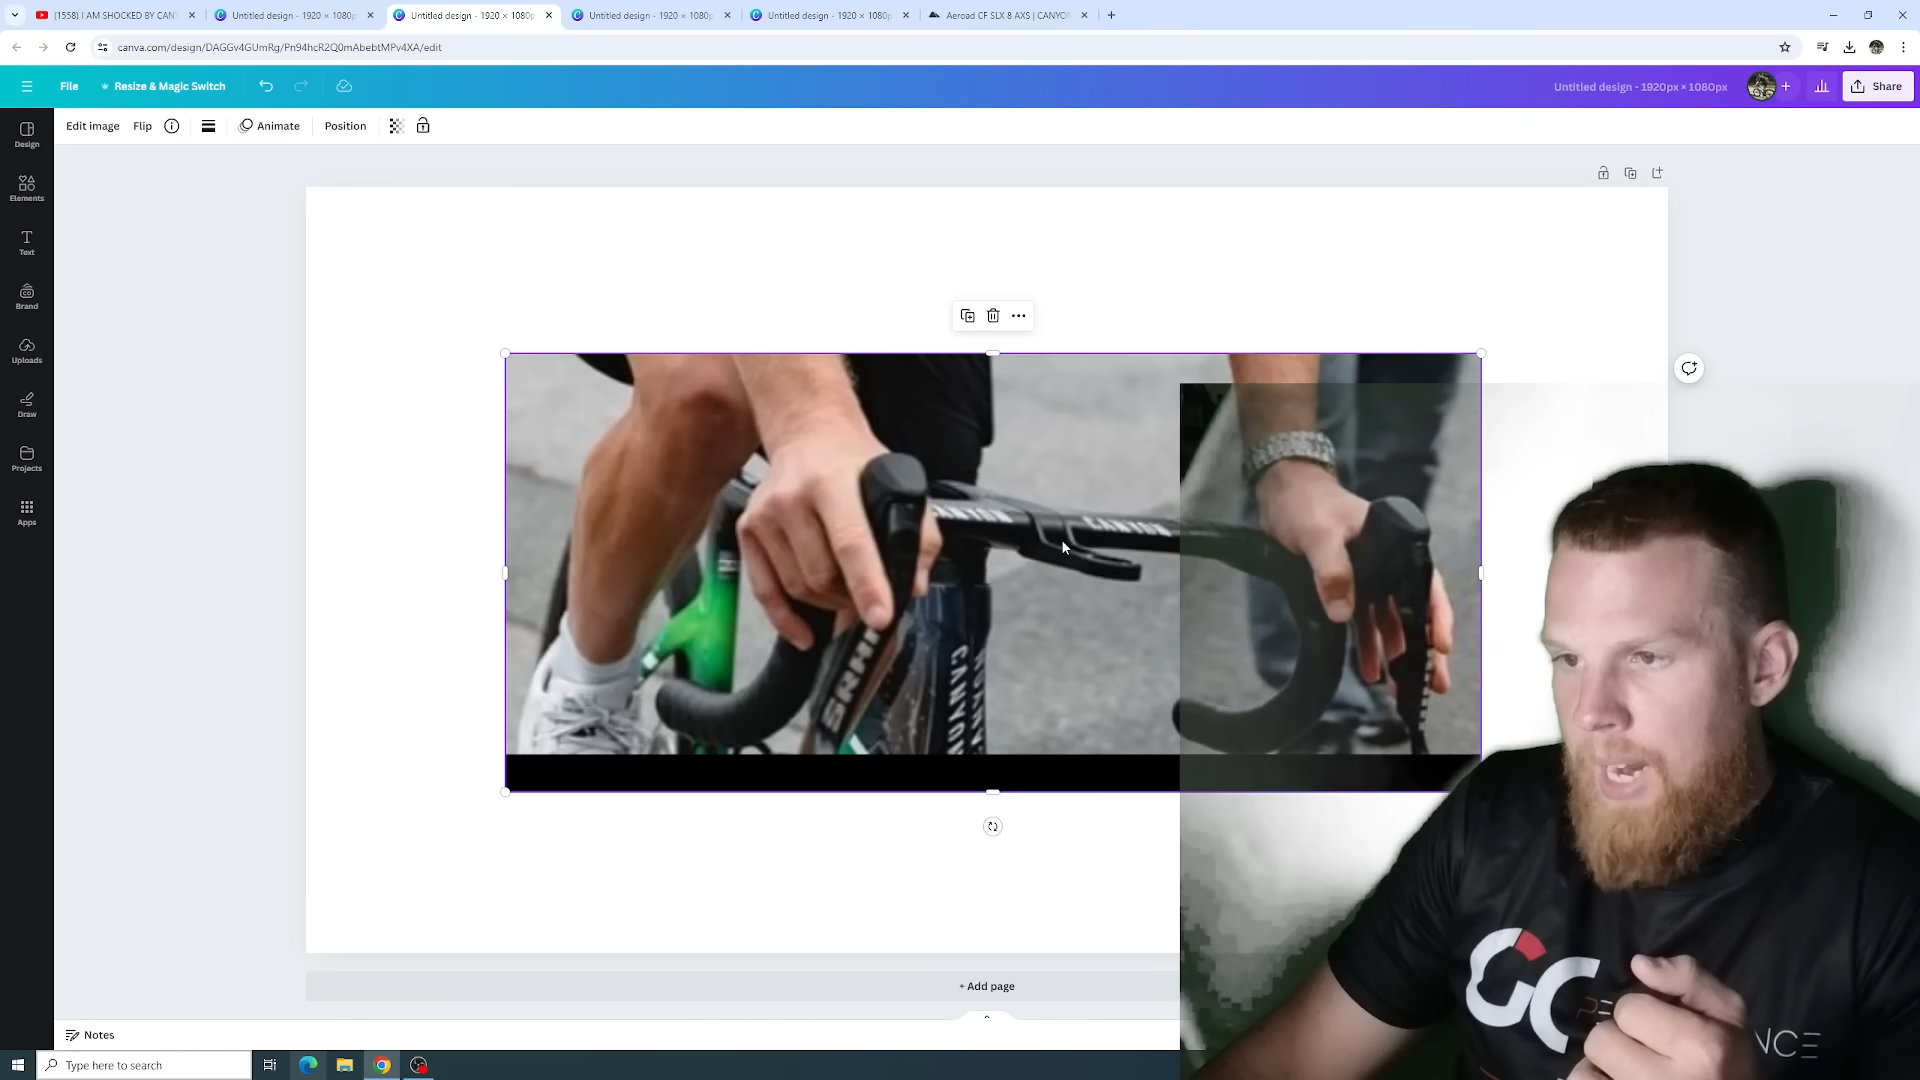 (1558) I AM SHOCKED BY CAN
Untitled design - 1920 × 1080p
Untitled design - 1920 × 1080p
Untitled design - 1920 × 1080p
Untitled design - 1920 × 1080p
Aeroad CF SLX 8 AXS | CANYON
canva.com/design/DAGGv4GUmRg/Pn94hcR2Q0mAbebtMPv4XA/edit
File
Resize & Magic Switch
Untitled design - 1920px × 1080px
Share
Edit image
Flip
Animate
Position
Design
Elements
Text
Brand
Uploads
Draw
Projects
Apps
SRAM
CANYON
GC
+ Add page
Notes
Type here to search